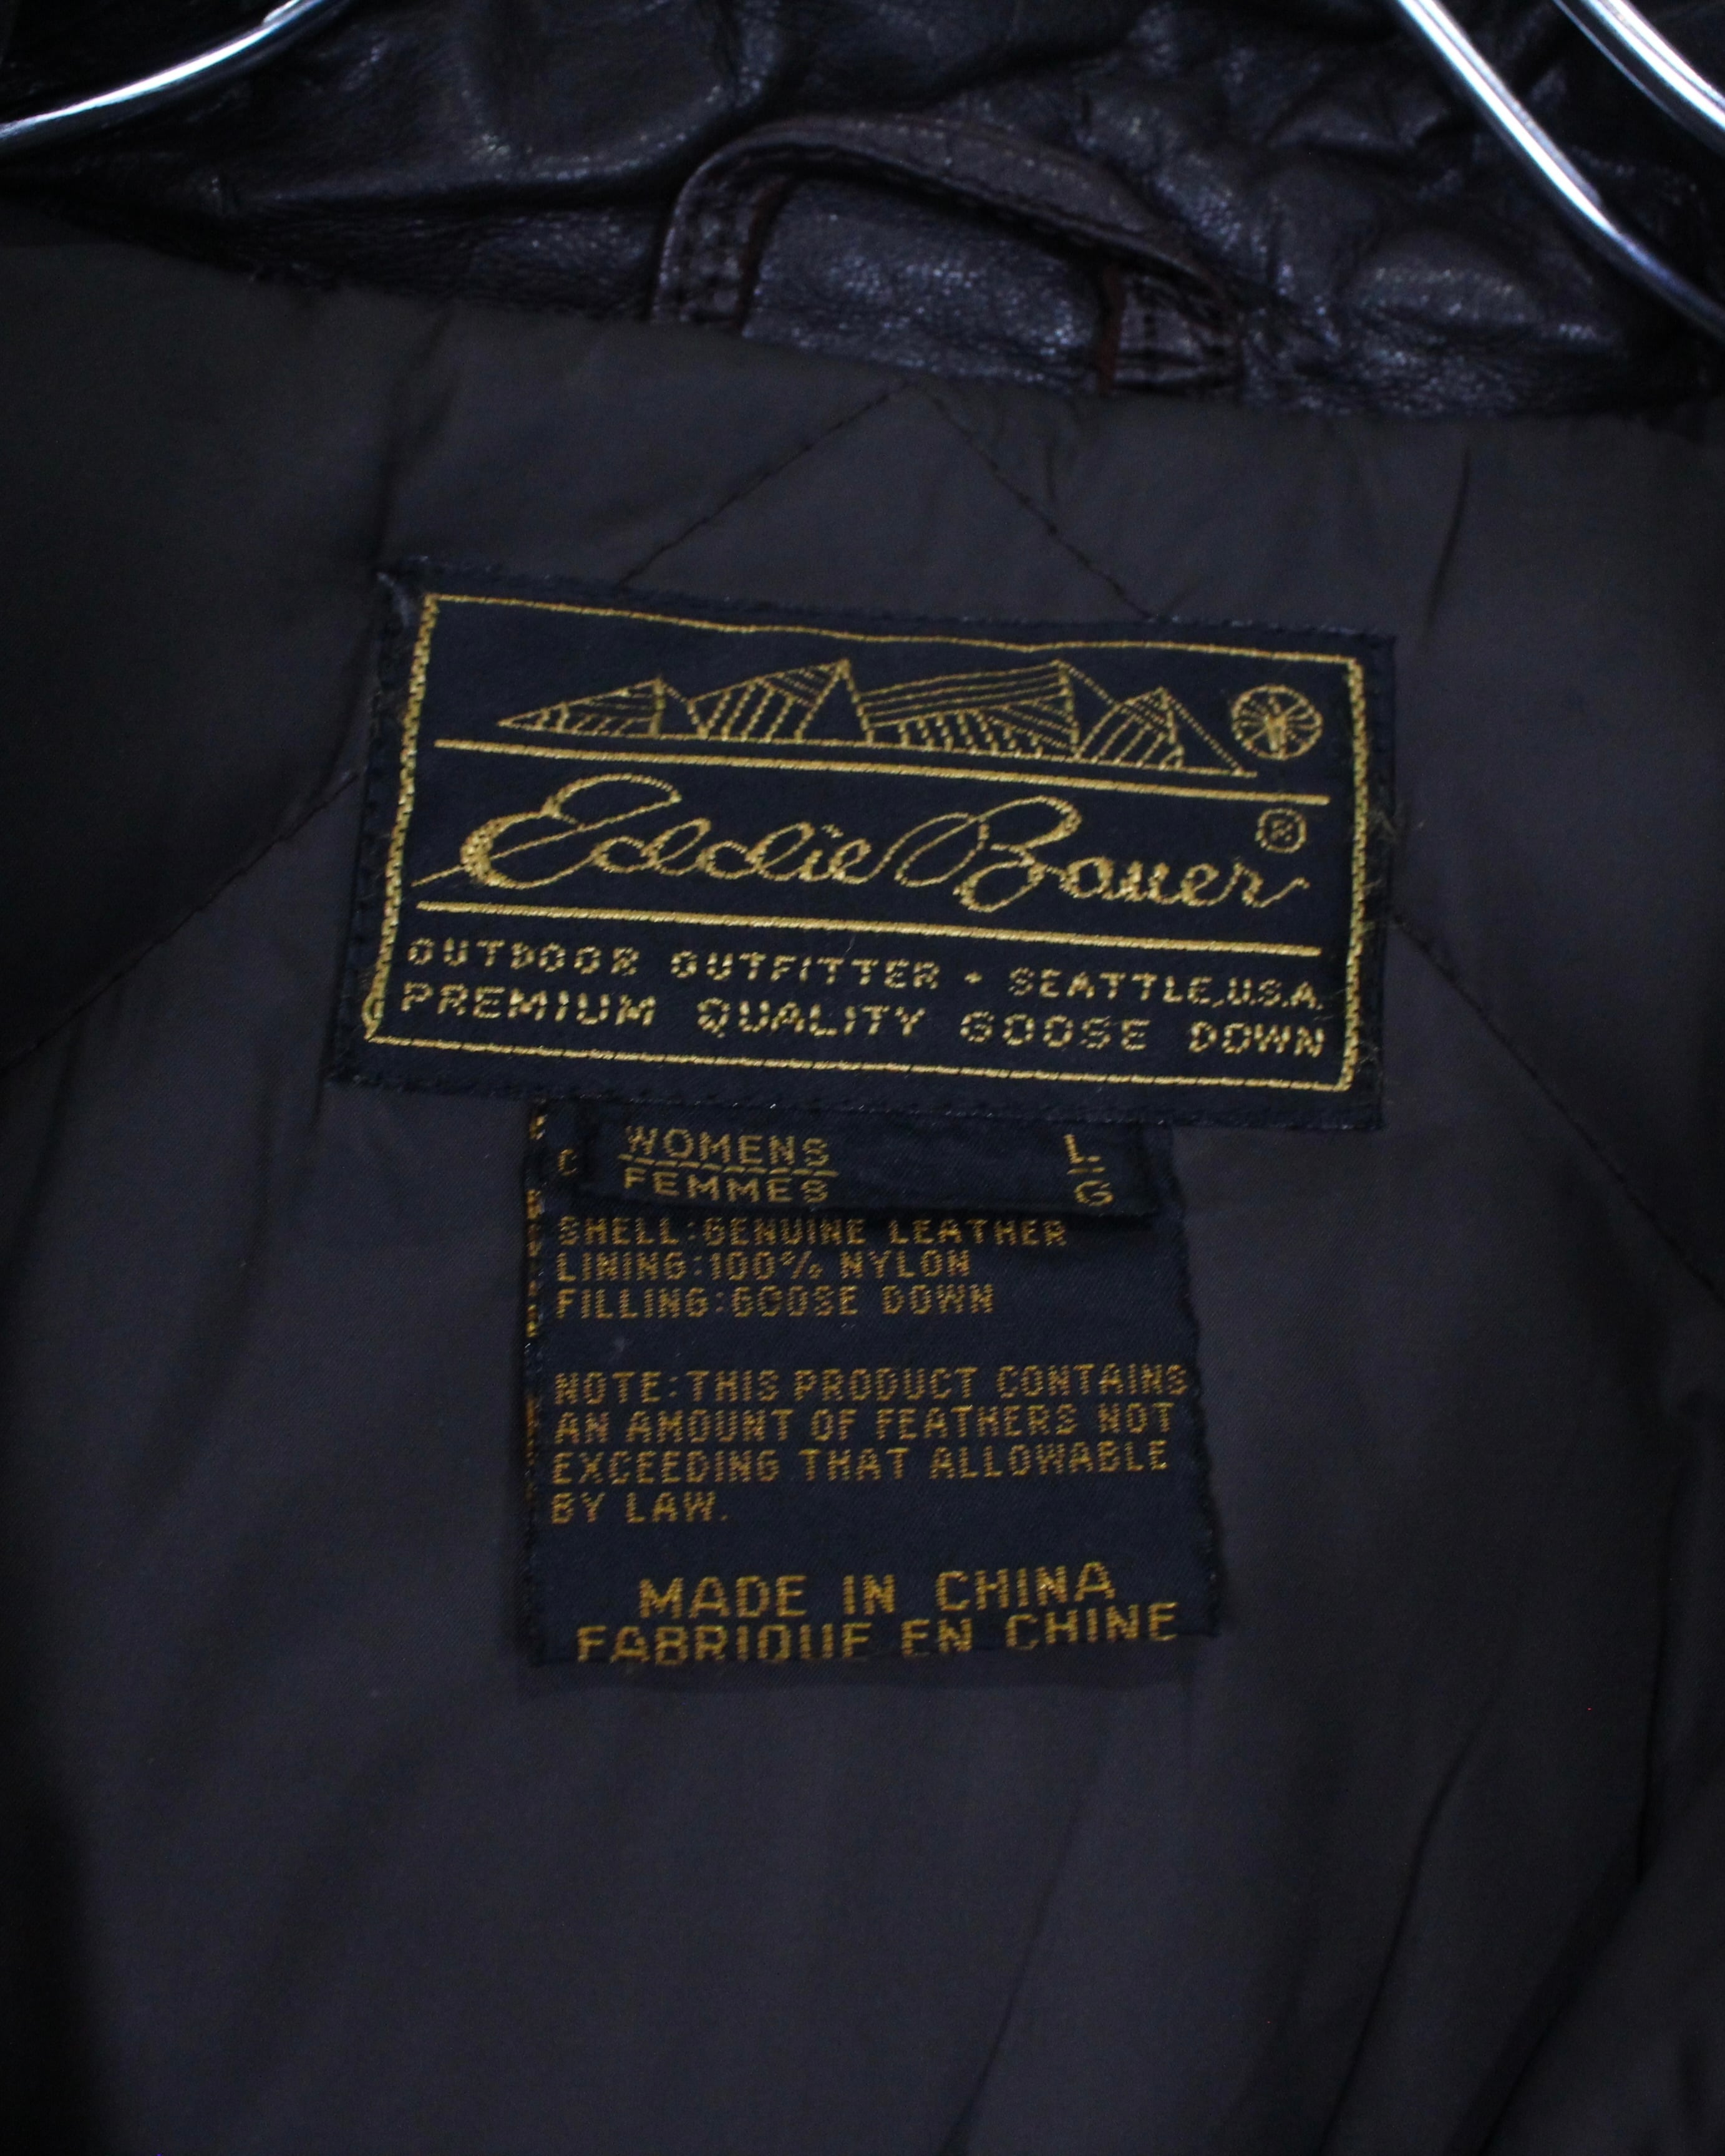 Eddie Bauer®
OUTDOOR OUTFITTER • SEATTLE, U.S.A.
PREMIUM QUALITY GOOSE DOWN
WOMENS L
FEMMES G
SHELL:GENUINE LEATHER
LINING:100% NYLON
FILLING:GOOSE DOWN
NOTE:THIS PRODUCT CONTAINS
AN AMOUNT OF FEATHERS NOT
EXCEEDING THAT ALLOWABLE
BY LAW.
MADE IN CHINA
FABRIQUE EN CHINE